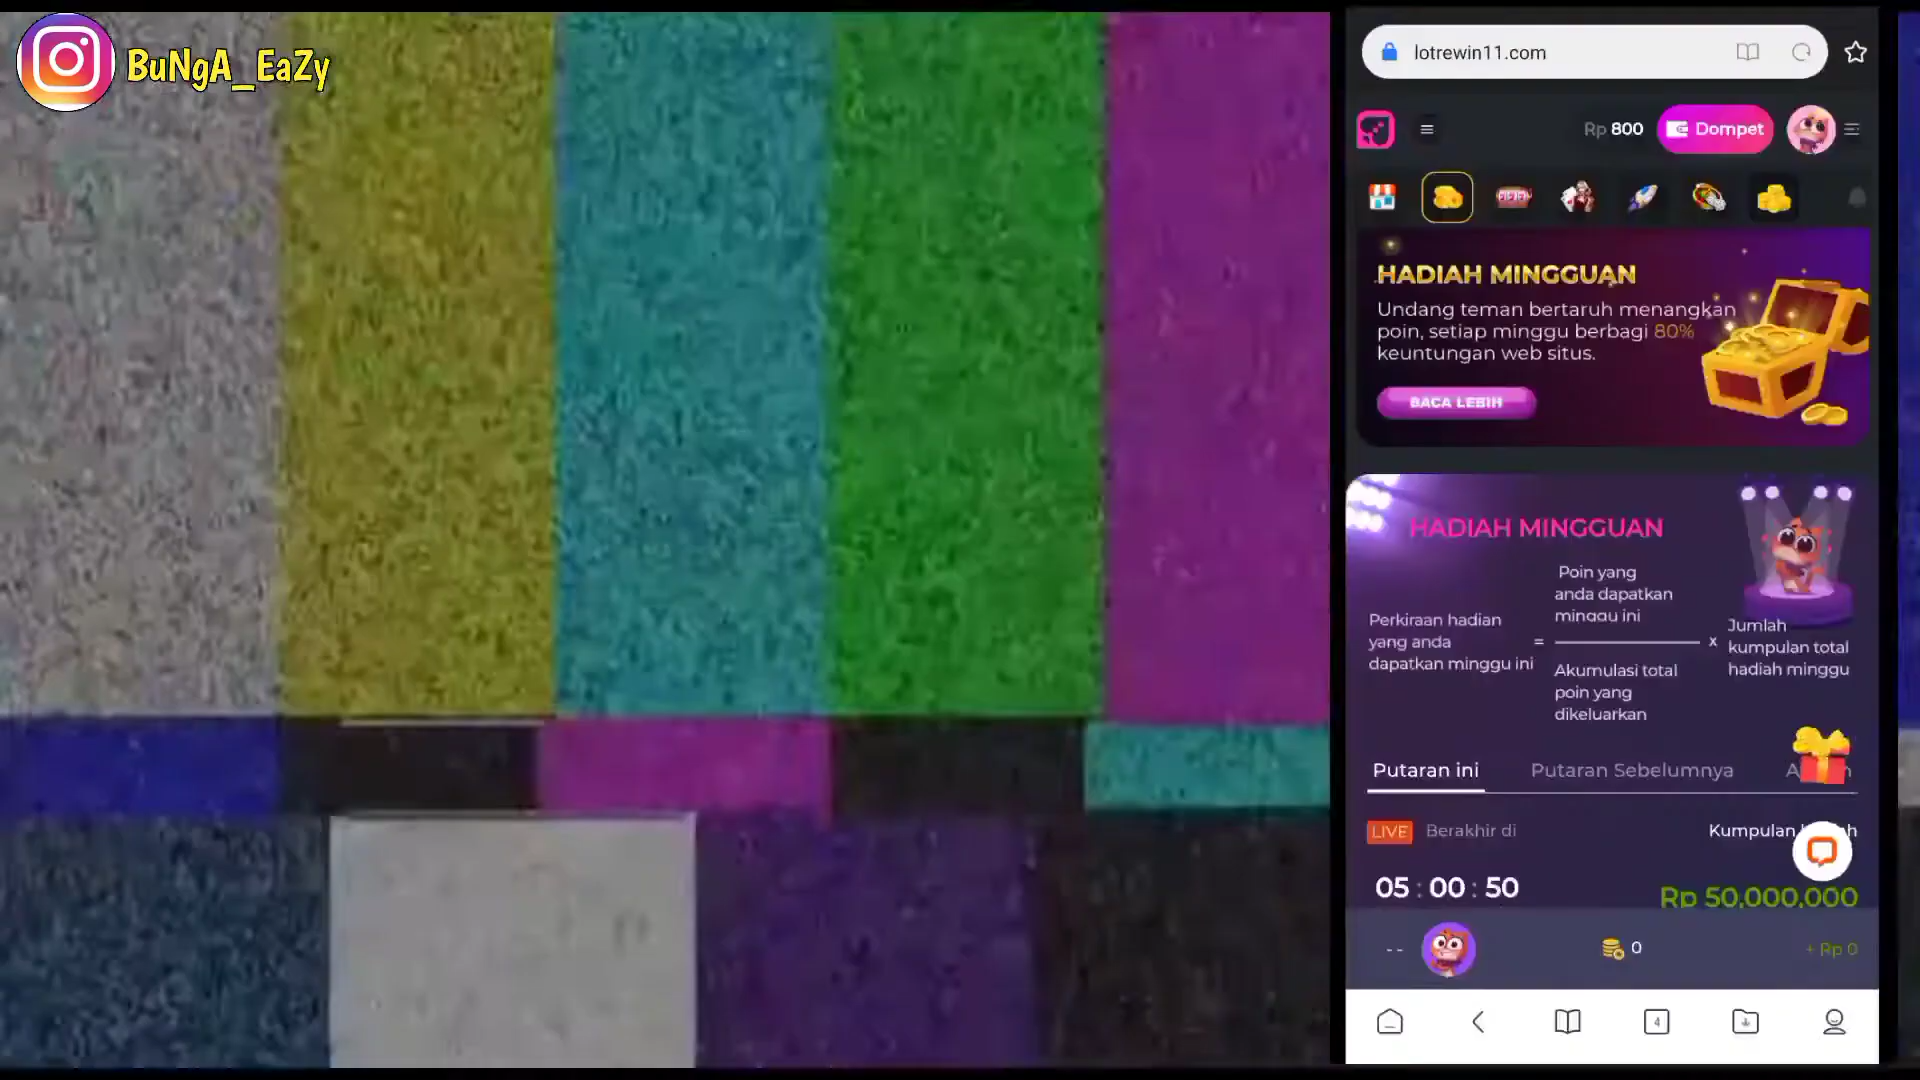 BuNgA_EaZy
lotrewin11.com
Rp 800
Dompet
HADIAH MINGGUAN
Undang teman bertaruh menangkan
poin, setiap minggu berbagi 80%
keuntungan web situs.
BACA LEBIH
HADIAH MINGGUAN
Perkiraan hadian
yang anda
dapatkan minggu ini
=
Poin yang
anda dapatkan
minggu ini
Akumulasi total
poin yang
dikeluarkan
x
Jumlah
kumpulan total
hadiah minggu
Putaran ini
Putaran Sebelumnya
LIVE Berakhir di
Kumpulan
05 : 00 : 50
Rp 50,000,000
-- 
0
+ Rp 0
4